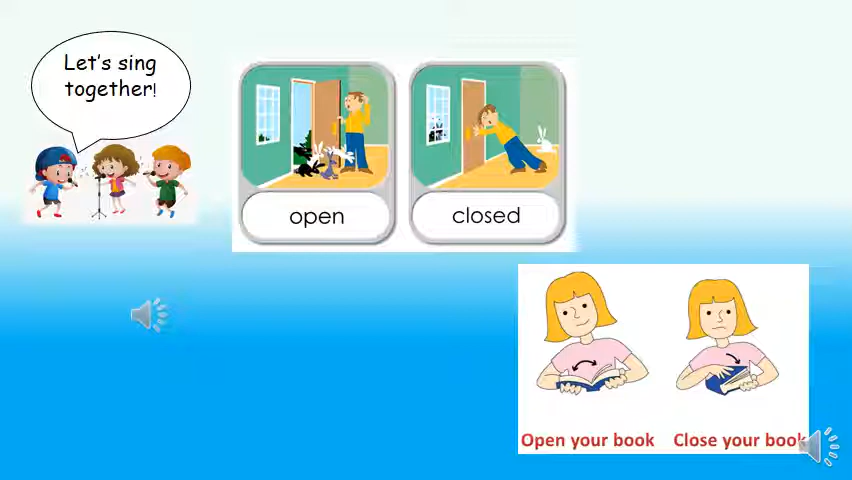 Let's sing
together!
open
closed
Open your book
Close your book